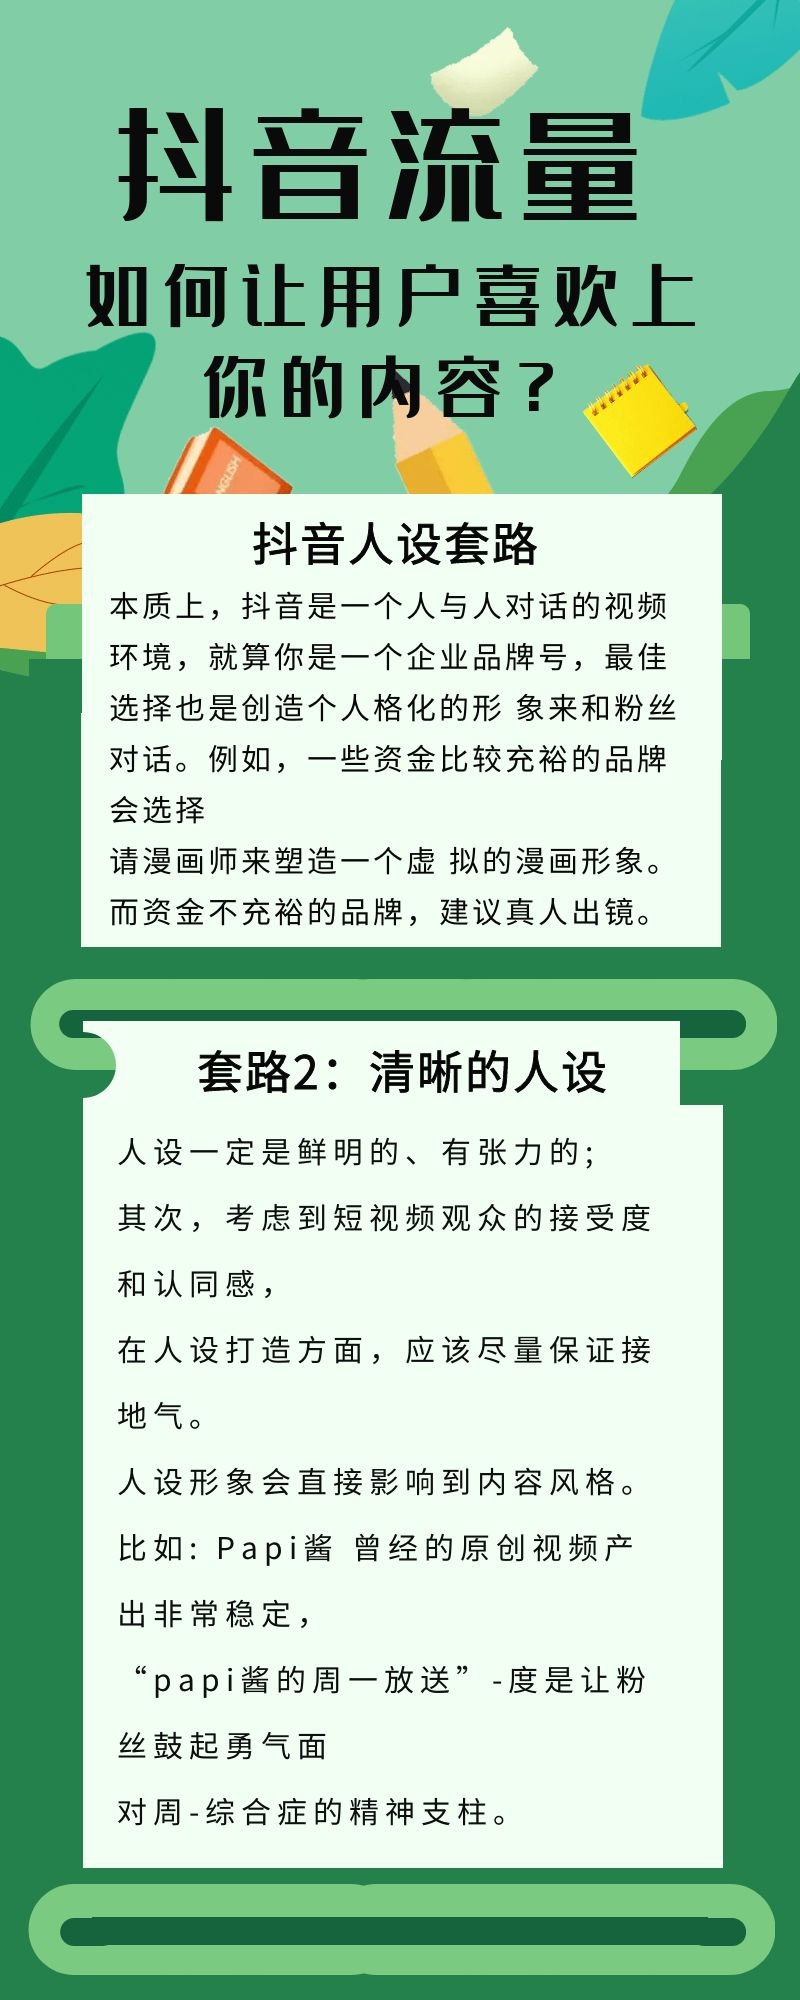 抖音流量
如何让用户喜欢上
你的内容？
NGLISH
抖音人设套路
本质上，抖音是一个人与人对话的视频
环境，就算你是一个企业品牌号，最佳
选择也是创造个人格化的形 象来和粉丝
对话。例如，一些资金比较充裕的品牌
会选择
请漫画师来塑造一个虚 拟的漫画形象。
而资金不充裕的品牌，建议真人出镜。
套路2：清晰的人设
人设一定是鲜明的、有张力的;
其次，考虑到短视频观众的接受度
和认同感，
在人设打造方面，应该尽量保证接
地气。
人设形象会直接影响到内容风格。
比如: Papi酱 曾经的原创视频产
出非常稳定，
“papi酱的周一放送”-度是让粉
丝鼓起勇气面
对周-综合症的精神支柱。